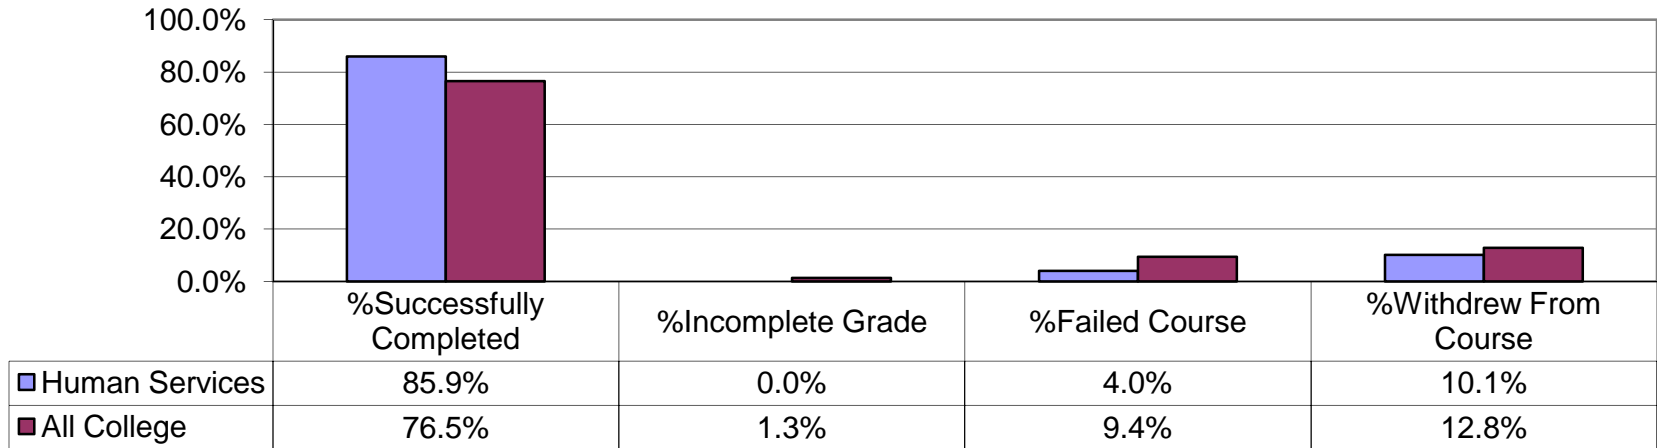 100.0%
80.0%
60.0%
40.0%
20.0%
0.0%
%Successfully
Completed
%Incomplete Grade
%Failed Course
%Withdrew From
Course
Human Services 85.9% 0.0% 4.0% 10.1%
All College 76.5% 1.3% 9.4% 12.8%